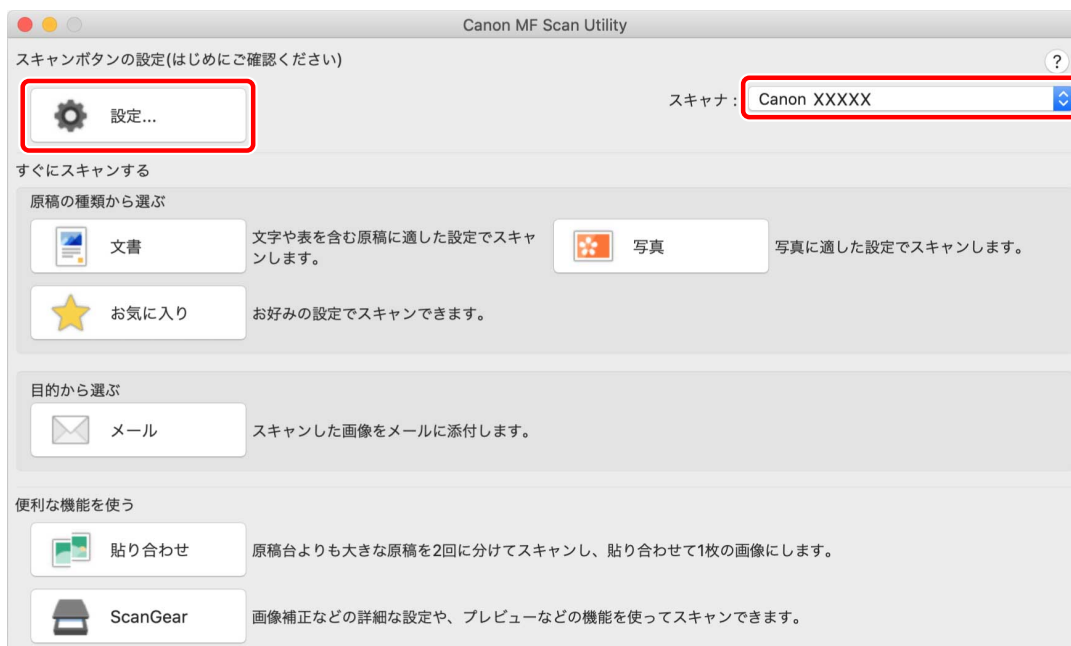 Canon MF Scan Utility
スキャンボタンの設定(はじめにご確認ください)
?
設定...
スキャナ : Canon XXXXX
すぐにスキャンする
原稿の種類から選ぶ
文書
文字や表を含む原稿に適した設定でスキャ
ンします。
写真
写真に適した設定でスキャンします。
お気に入り
お好みの設定でスキャンできます。
目的から選ぶ
メール
スキャンした画像をメールに添付します。
便利な機能を使う
貼り合わせ
原稿台よりも大きな原稿を2回に分けてスキャンし、貼り合わせて1枚の画像にします。
ScanGear
画像補正などの詳細な設定や、プレビューなどの機能を使ってスキャンできます。